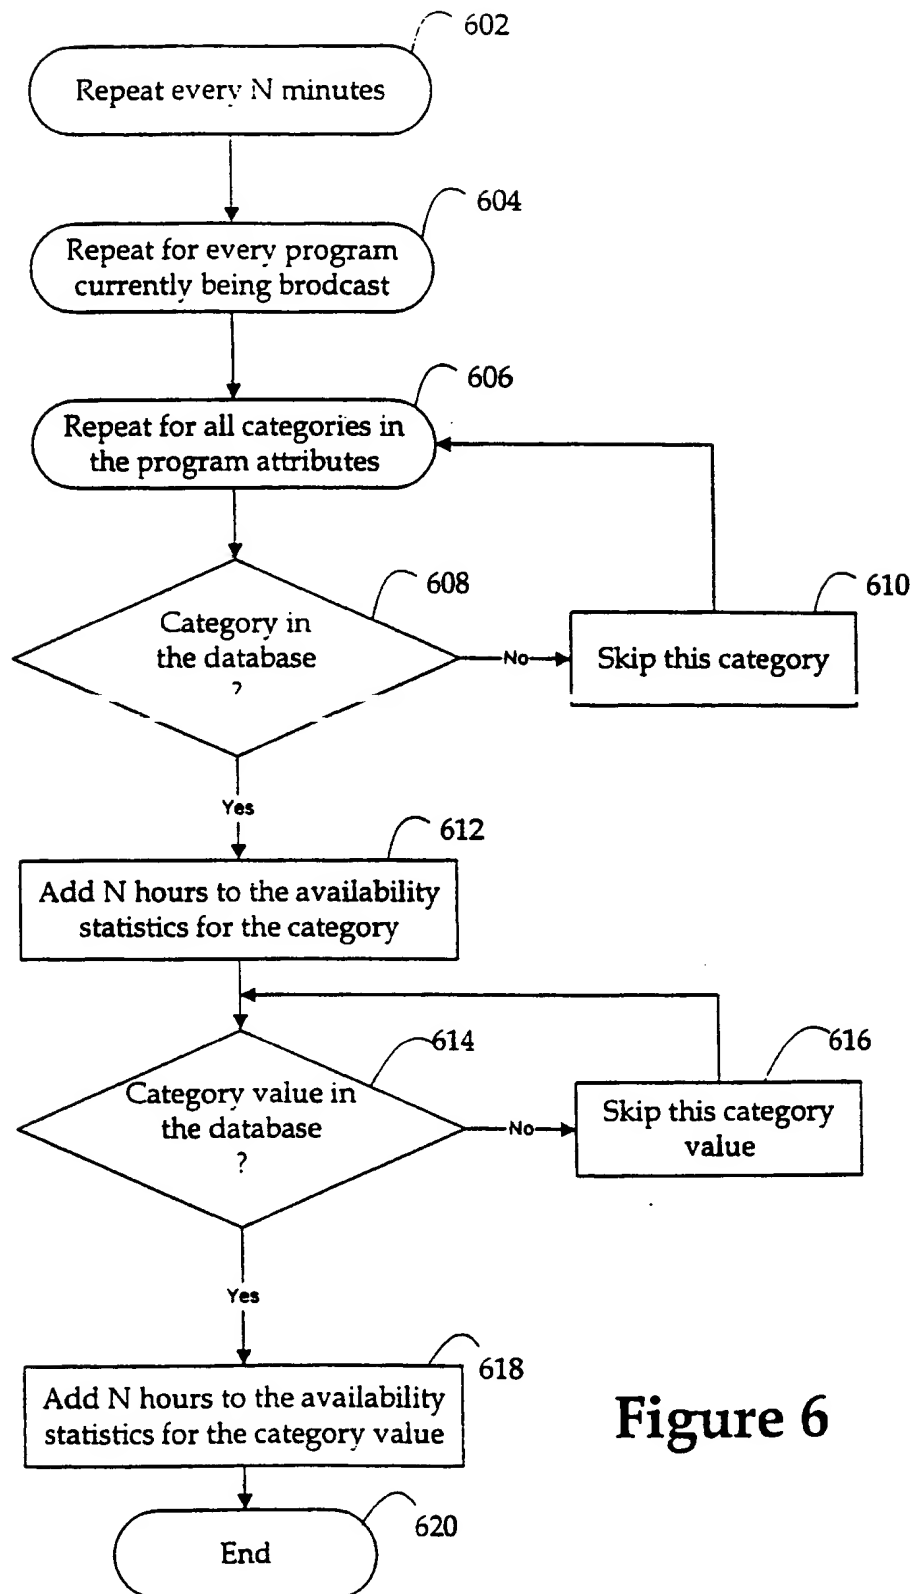 602
Repeat every N minutes
604
Repeat for every program
currently being brodcast
606
Repeat for all categories in
the program attributes
608
Category in
the database
?
No
610
Skip this category
Yes
612
Add N hours to the availability
statistics for the category
614
Category value in
the database
?
No
616
Skip this category
value
Yes
618
Add N hours to the availability
statistics for the category value
Figure 6
620
End